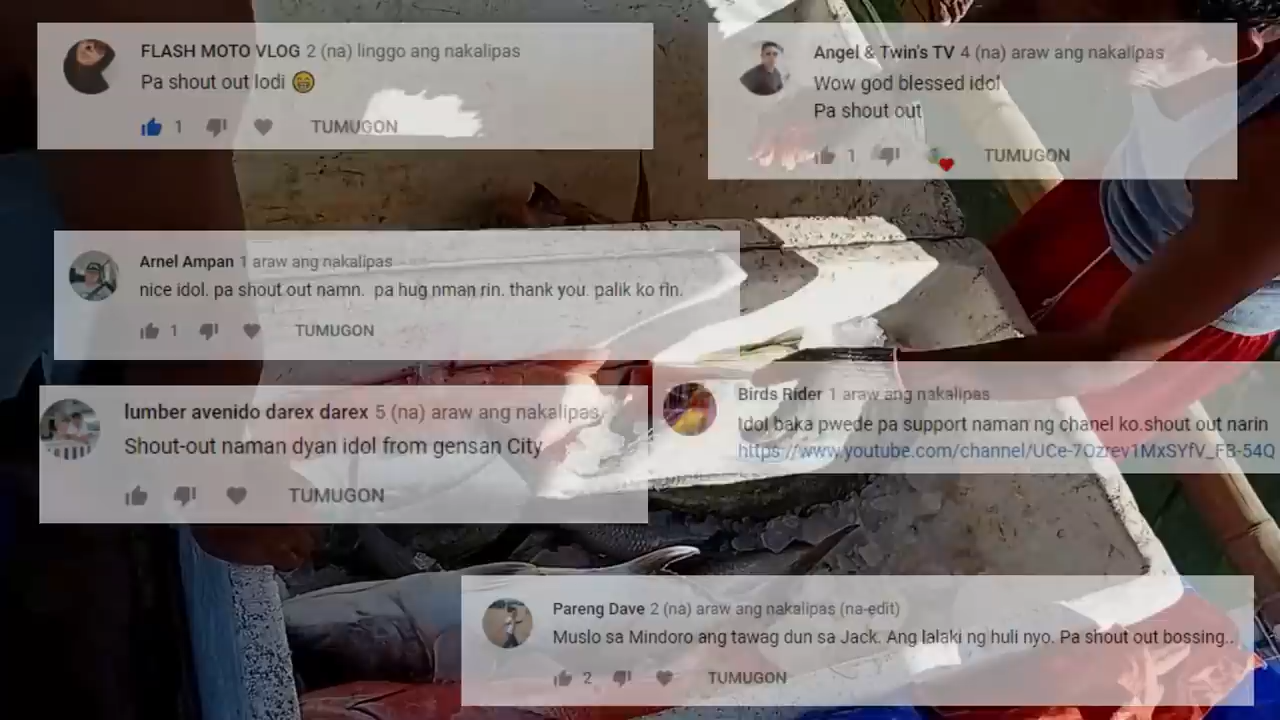 FLASH MOTO VLOG 2 (na) linggo ang nakalipas
Pa shout out lodi 😁
1 TUMUGON
Angel & Twin's TV 4 (na) araw ang nakalipas
Wow god blessed idol
Pa shout out
1 TUMUGON
Arnel Ampan 1 araw ang nakalipas
nice idol. pa shout out namn. pa hug nman rin. thank you. palik ko rin.
1 TUMUGON
lumber avenido darex darex 5 (na) araw ang nakalipas
Shout-out naman dyan idol from gensan City
TUMUGON
Birds Rider 1 araw ang nakalipas
Idol baka pwede pa support naman ng chanel ko.shout out narin
https://www.youtube.com/channel/UCe-7Ozrev1MxSYfV_FB-54Q
Pareng Dave 2 (na) araw ang nakalipas (na-edit)
Muslo sa Mindoro ang tawag dun sa Jack. Ang lalaki ng huli nyo. Pa shout out bossing..
2 TUMUGON